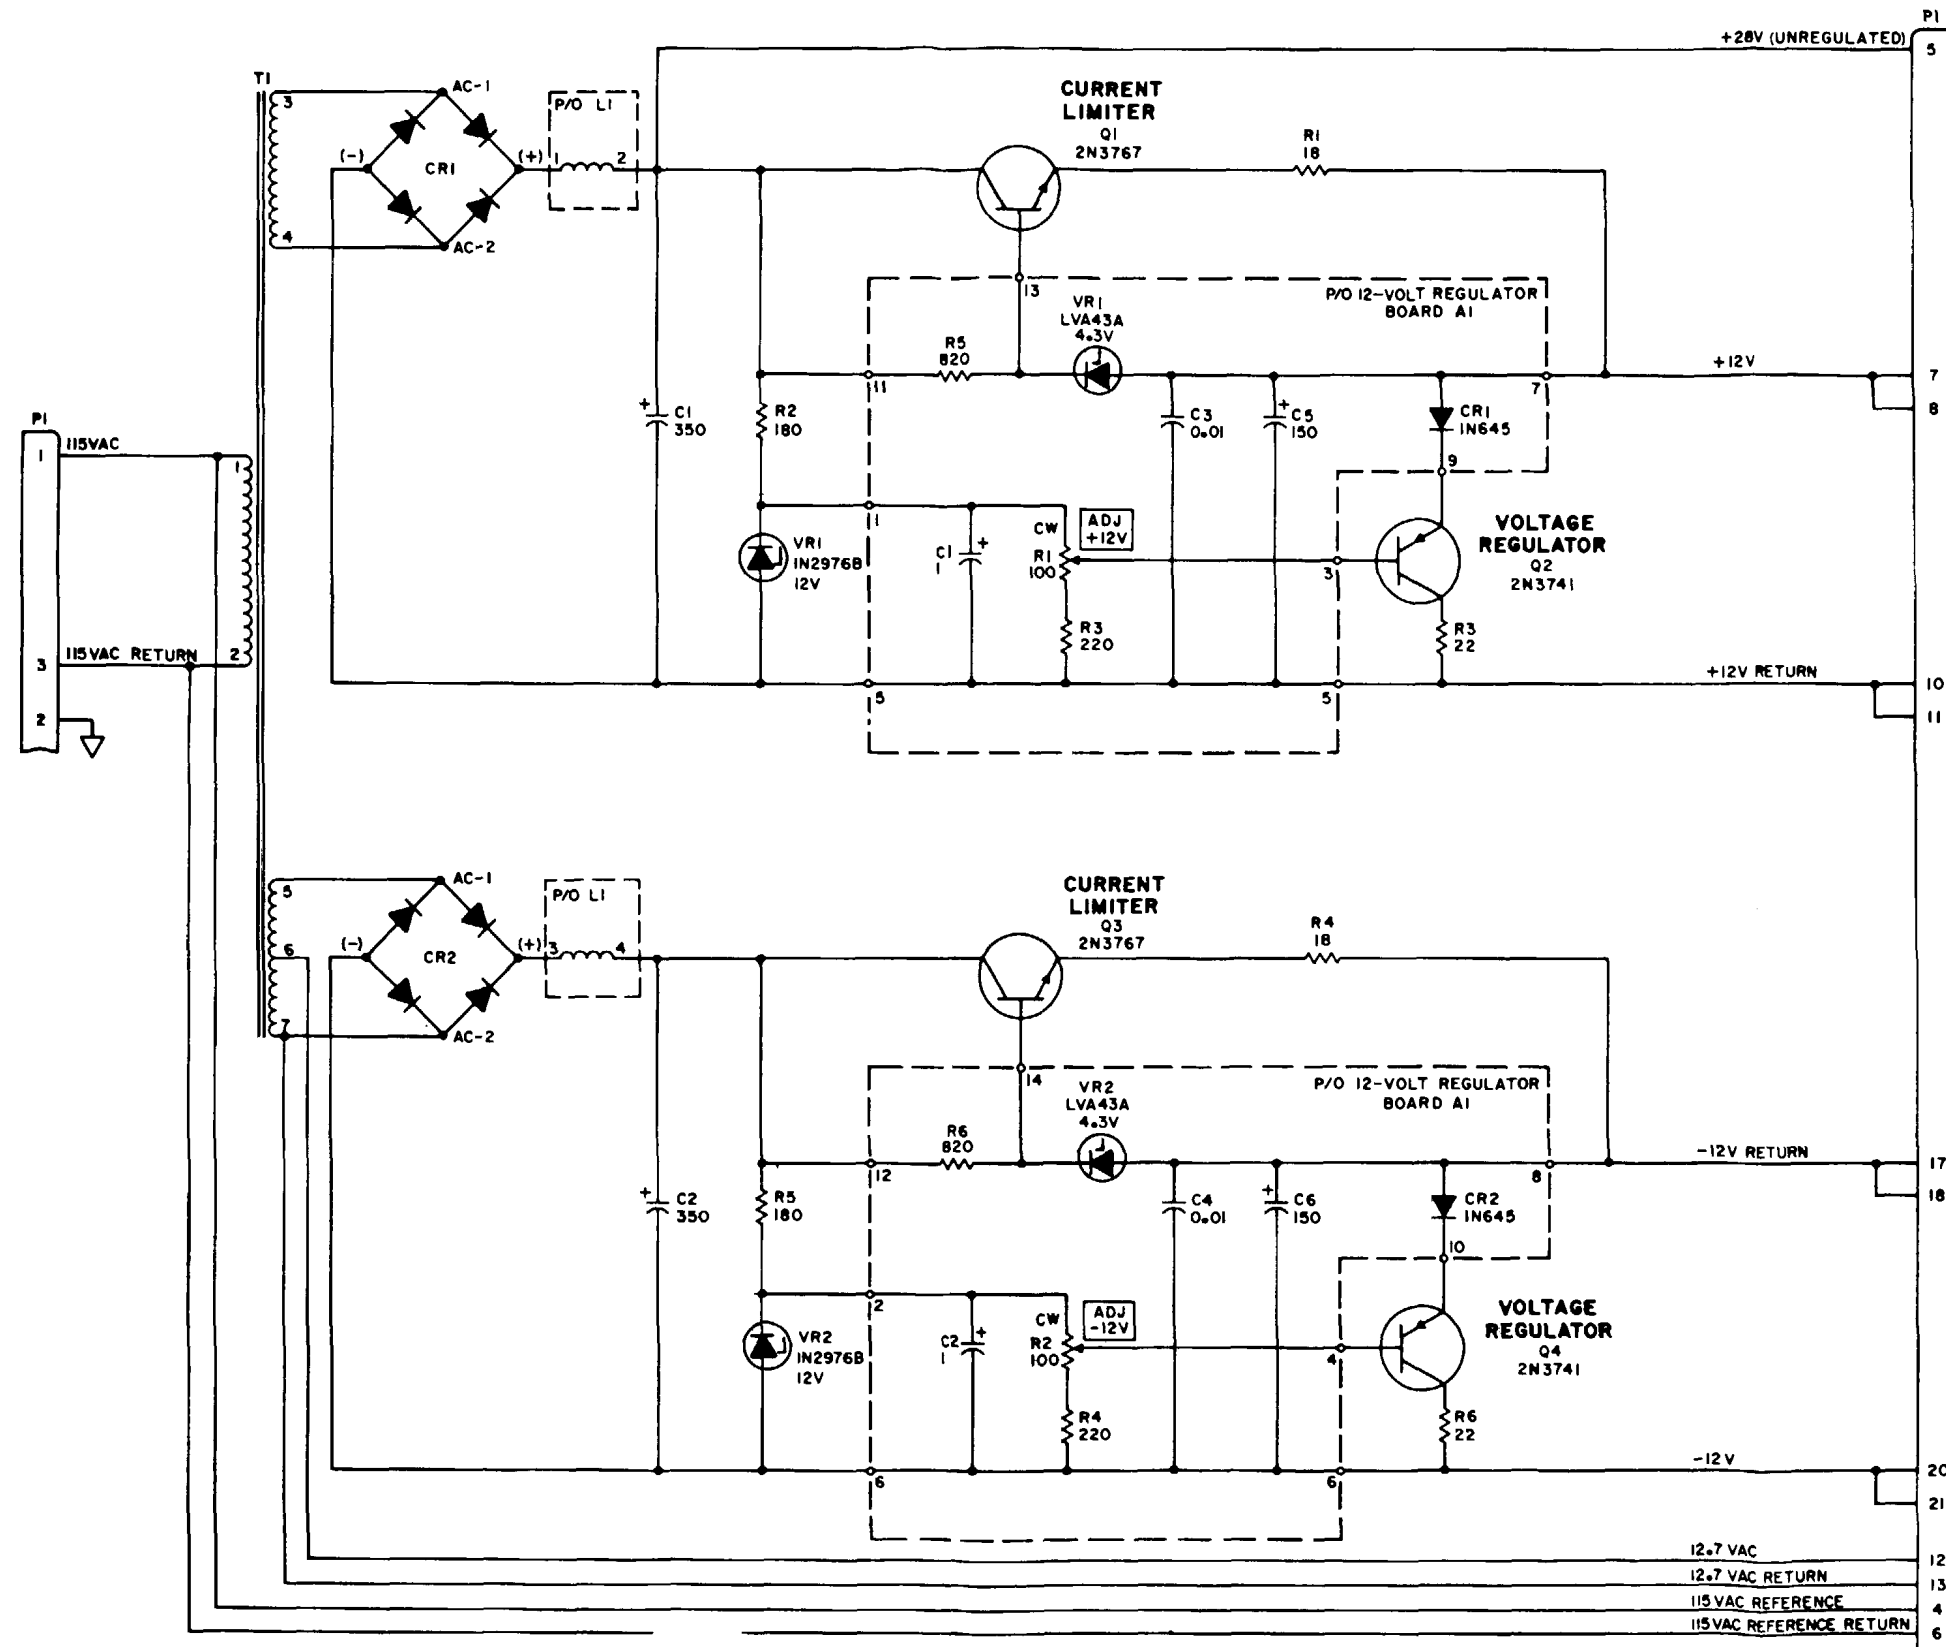 P1
+28V (UNREGULATED)
5
T1
3
AC-1
P/O L1
CURRENT
LIMITER
Q1
2N3767
R1
18
(-)
CR1
(+)
1
2
4
AC-2
13
P/O 12-VOLT REGULATOR
BOARD A1
VR1
LVA43A
4.3V
R5
820
11
7
+12V
7
8
C1
350
R2
180
C3
0.01
C5
150
CR1
1N645
9
P1
1
115VAC
1
1
CW
ADJ
+12V
VOLTAGE
REGULATOR
Q2
2N3741
VR1
1N2976B
12V
C1
1
R1
100
3
R3
220
R3
22
3
115VAC RETURN
2
2
5
5
+12V RETURN
10
11
5
AC-1
P/O L1
CURRENT
LIMITER
Q3
2N3767
R4
18
6
(-)
CR2
(+)
3
4
7
AC-2
14
P/O 12-VOLT REGULATOR
BOARD A1
VR2
LVA43A
4.3V
R6
820
12
8
-12V RETURN
17
18
C2
350
R5
180
C4
0.01
C6
150
CR2
1N645
10
2
CW
ADJ
-12V
VOLTAGE
REGULATOR
Q4
2N3741
VR2
1N2976B
12V
C2
1
R2
100
4
R4
220
R6
22
6
6
-12V
20
21
12.7 VAC
12
12.7 VAC RETURN
13
115VAC REFERENCE
4
115VAC REFERENCE RETURN
6